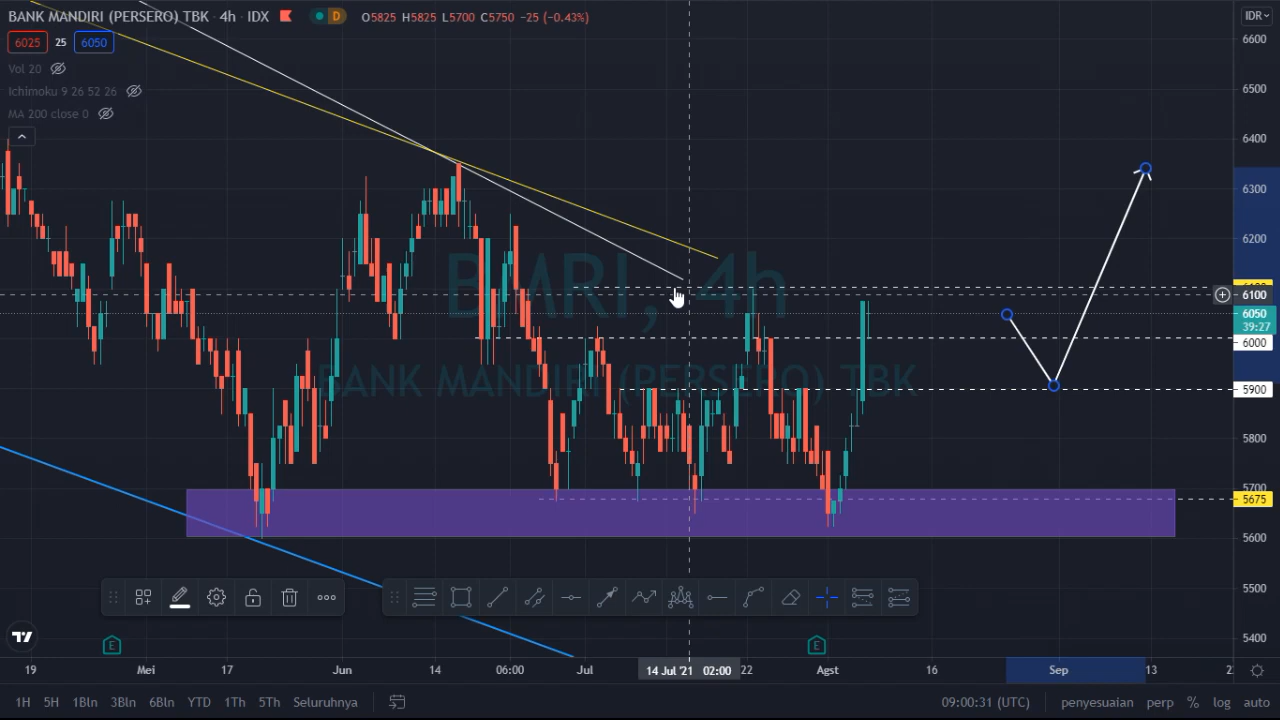 BANK MANDIRI (PERSERO) TBK · 4h · IDX D O5825 H5825 L5700 C5750 −25 (−0.43%)
IDR
6025 25 6050
Vol 20
Ichimoku 9 26 52 26
MA 200 close 0
6600
6500
6400
6300
6200
6100
6050
39:27
6000
5900
5800
5700
5675
5600
5500
5400
BMRI, 4h
BANK MANDIRI (PERSERO) TBK
E E
19 Mei 17 Jun 14 06:00 Jul 14 Jul '21 02:00 22 Agst 16 Sep 13
1H 5H 1Bln 3Bln 6Bln YTD 1Th 5Th Seluruhnya 09:00:31 (UTC) penyesuaian perp % log auto